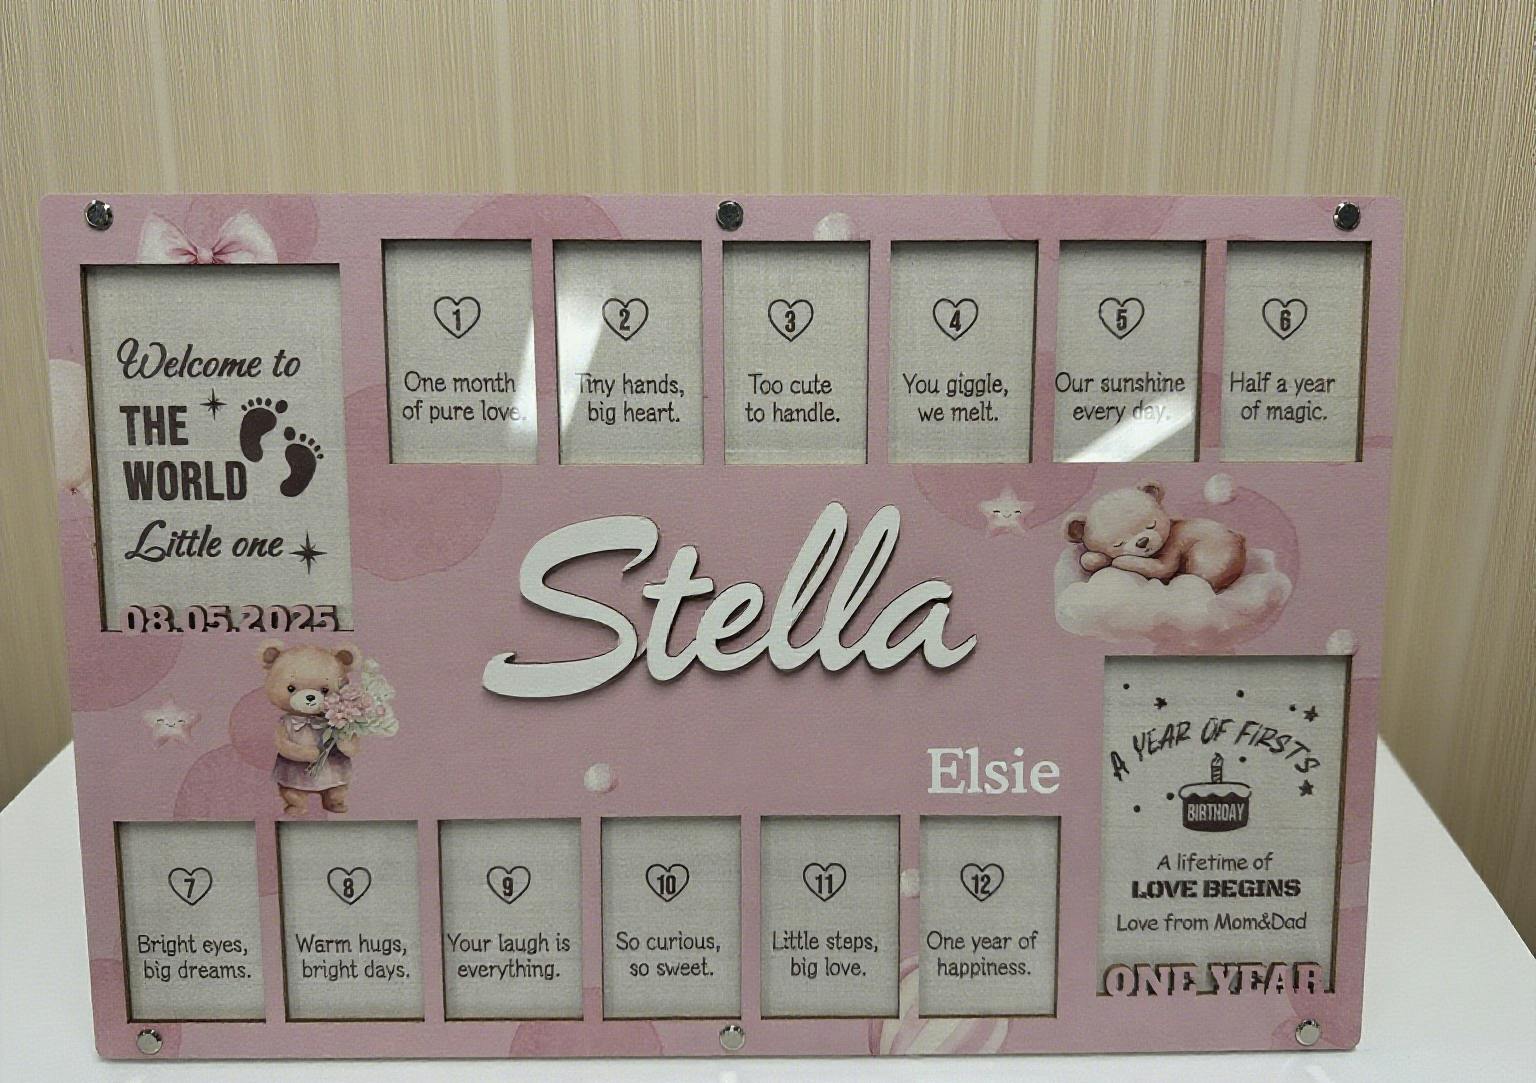 Welcome to
THE
WORLD
Little one
08.05.2025
1
One month
of pure love.
2
Tiny hands,
big heart.
3
Too cute
to handle.
4
You giggle,
we melt.
5
Our sunshine
every day.
6
Half a year
of magic.
Stella
Elsie
7
Bright eyes,
big dreams.
8
Warm hugs,
bright days.
9
Your laugh is
everything.
10
So curious,
so sweet.
11
Little steps,
big love.
12
One year of
happiness.
A YEAR OF FIRSTS
BIRTHDAY
A lifetime of
LOVE BEGINS
Love from Mom&Dad
ONE YEAR